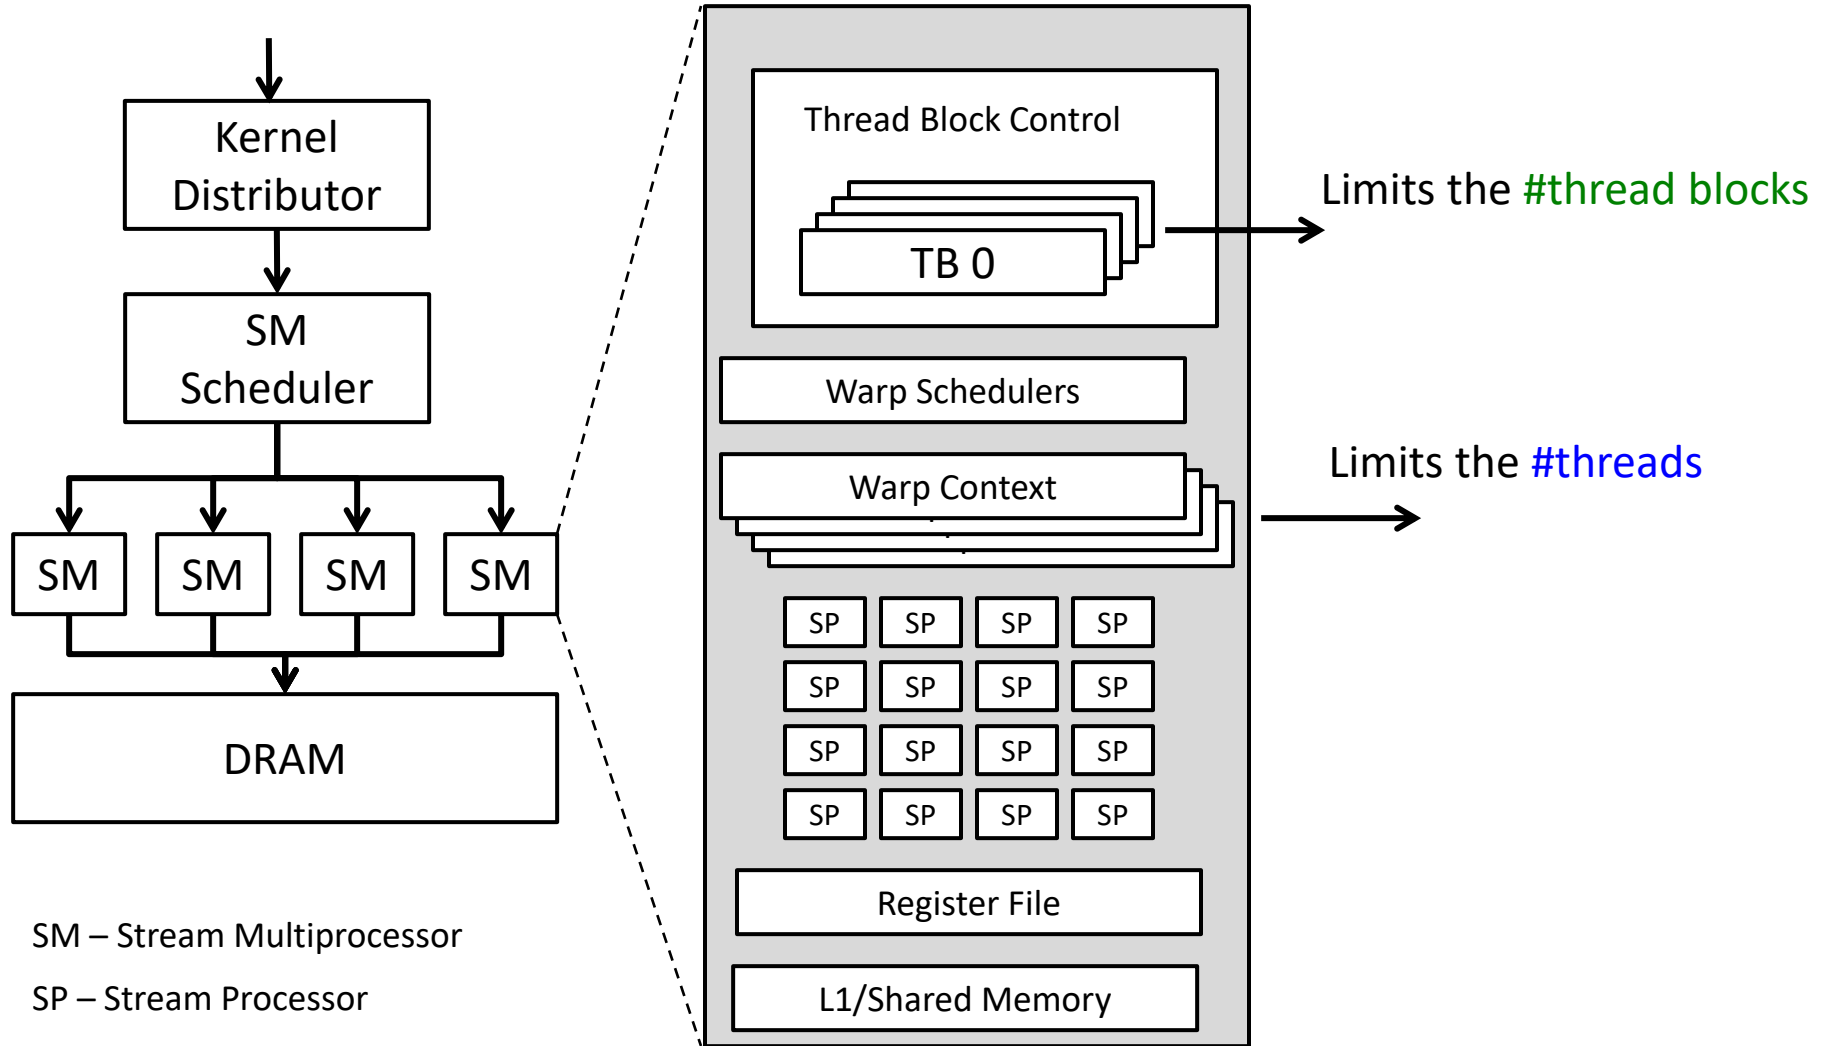 Kernel
Distributor
SM
Scheduler
SM SM SM SM
DRAM
SM – Stream Multiprocessor
SP – Stream Processor
Thread Block Control
TB 0
Warp Schedulers
Warp Context
SP SP SP SP
SP SP SP SP
SP SP SP SP
SP SP SP SP
Register File
L1/Shared Memory
Limits the #thread blocks
Limits the #threads